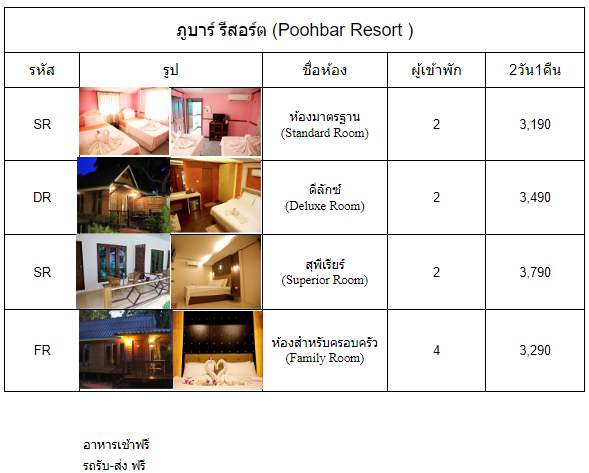 ภูบาร์ รีสอร์ต (Poohbar Resort )
รหัส รูป ชื่อห้อง ผู้เข้าพัก 2วัน1คืน
SR ห้องมาตรฐาน (Standard Room) 2 3,190
DR ดีลักซ์ (Deluxe Room) 2 3,490
SR สุพีเรียร์ (Superior Room) 2 3,790
FR ห้องสำหรับครอบครัว (Family Room) 4 3,290
อาหารเช้าฟรี
รถรับ-ส่ง ฟรี